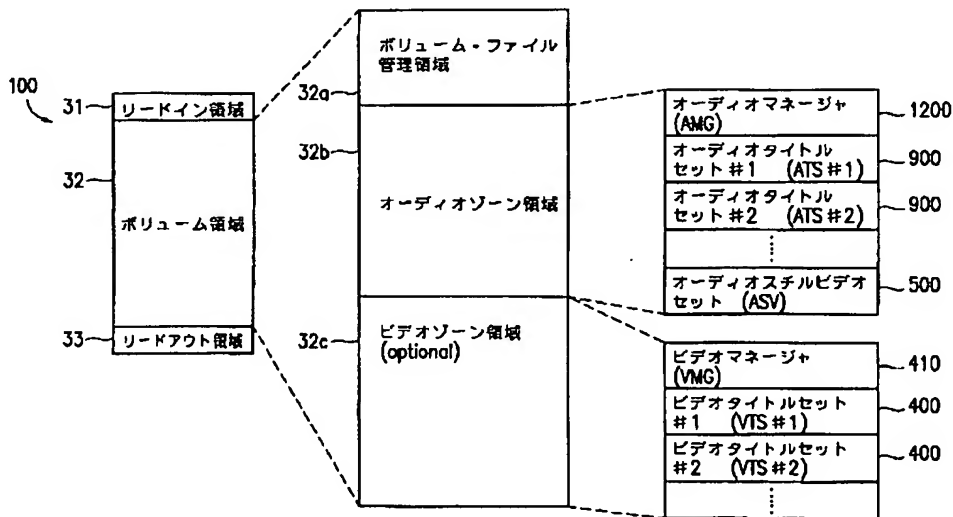 100
31
リードイン領域
32
ボリューム領域
33
リードアウト領域
ボリューム・ファイル
管理領域
32a
32b
オーディオゾーン領域
32c
ビデオゾーン領域
(optional)
オーディオマネージャ
(AMG)
1200
オーディオタイトル
セット#1 (ATS#1)
900
オーディオタイトル
セット#2 (ATS#2)
900
オーディオスチルビデオ
セット (ASV)
500
ビデオマネージャ
(VMG)
410
ビデオタイトルセット
#1 (VTS#1)
400
ビデオタイトルセット
#2 (VTS#2)
400